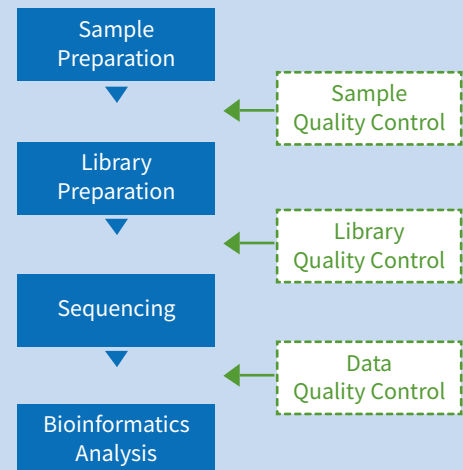 Sample
Preparation
Sample
Quality Control
Library
Preparation
Library
Quality Control
Sequencing
Data
Quality Control
Bioinformatics
Analysis